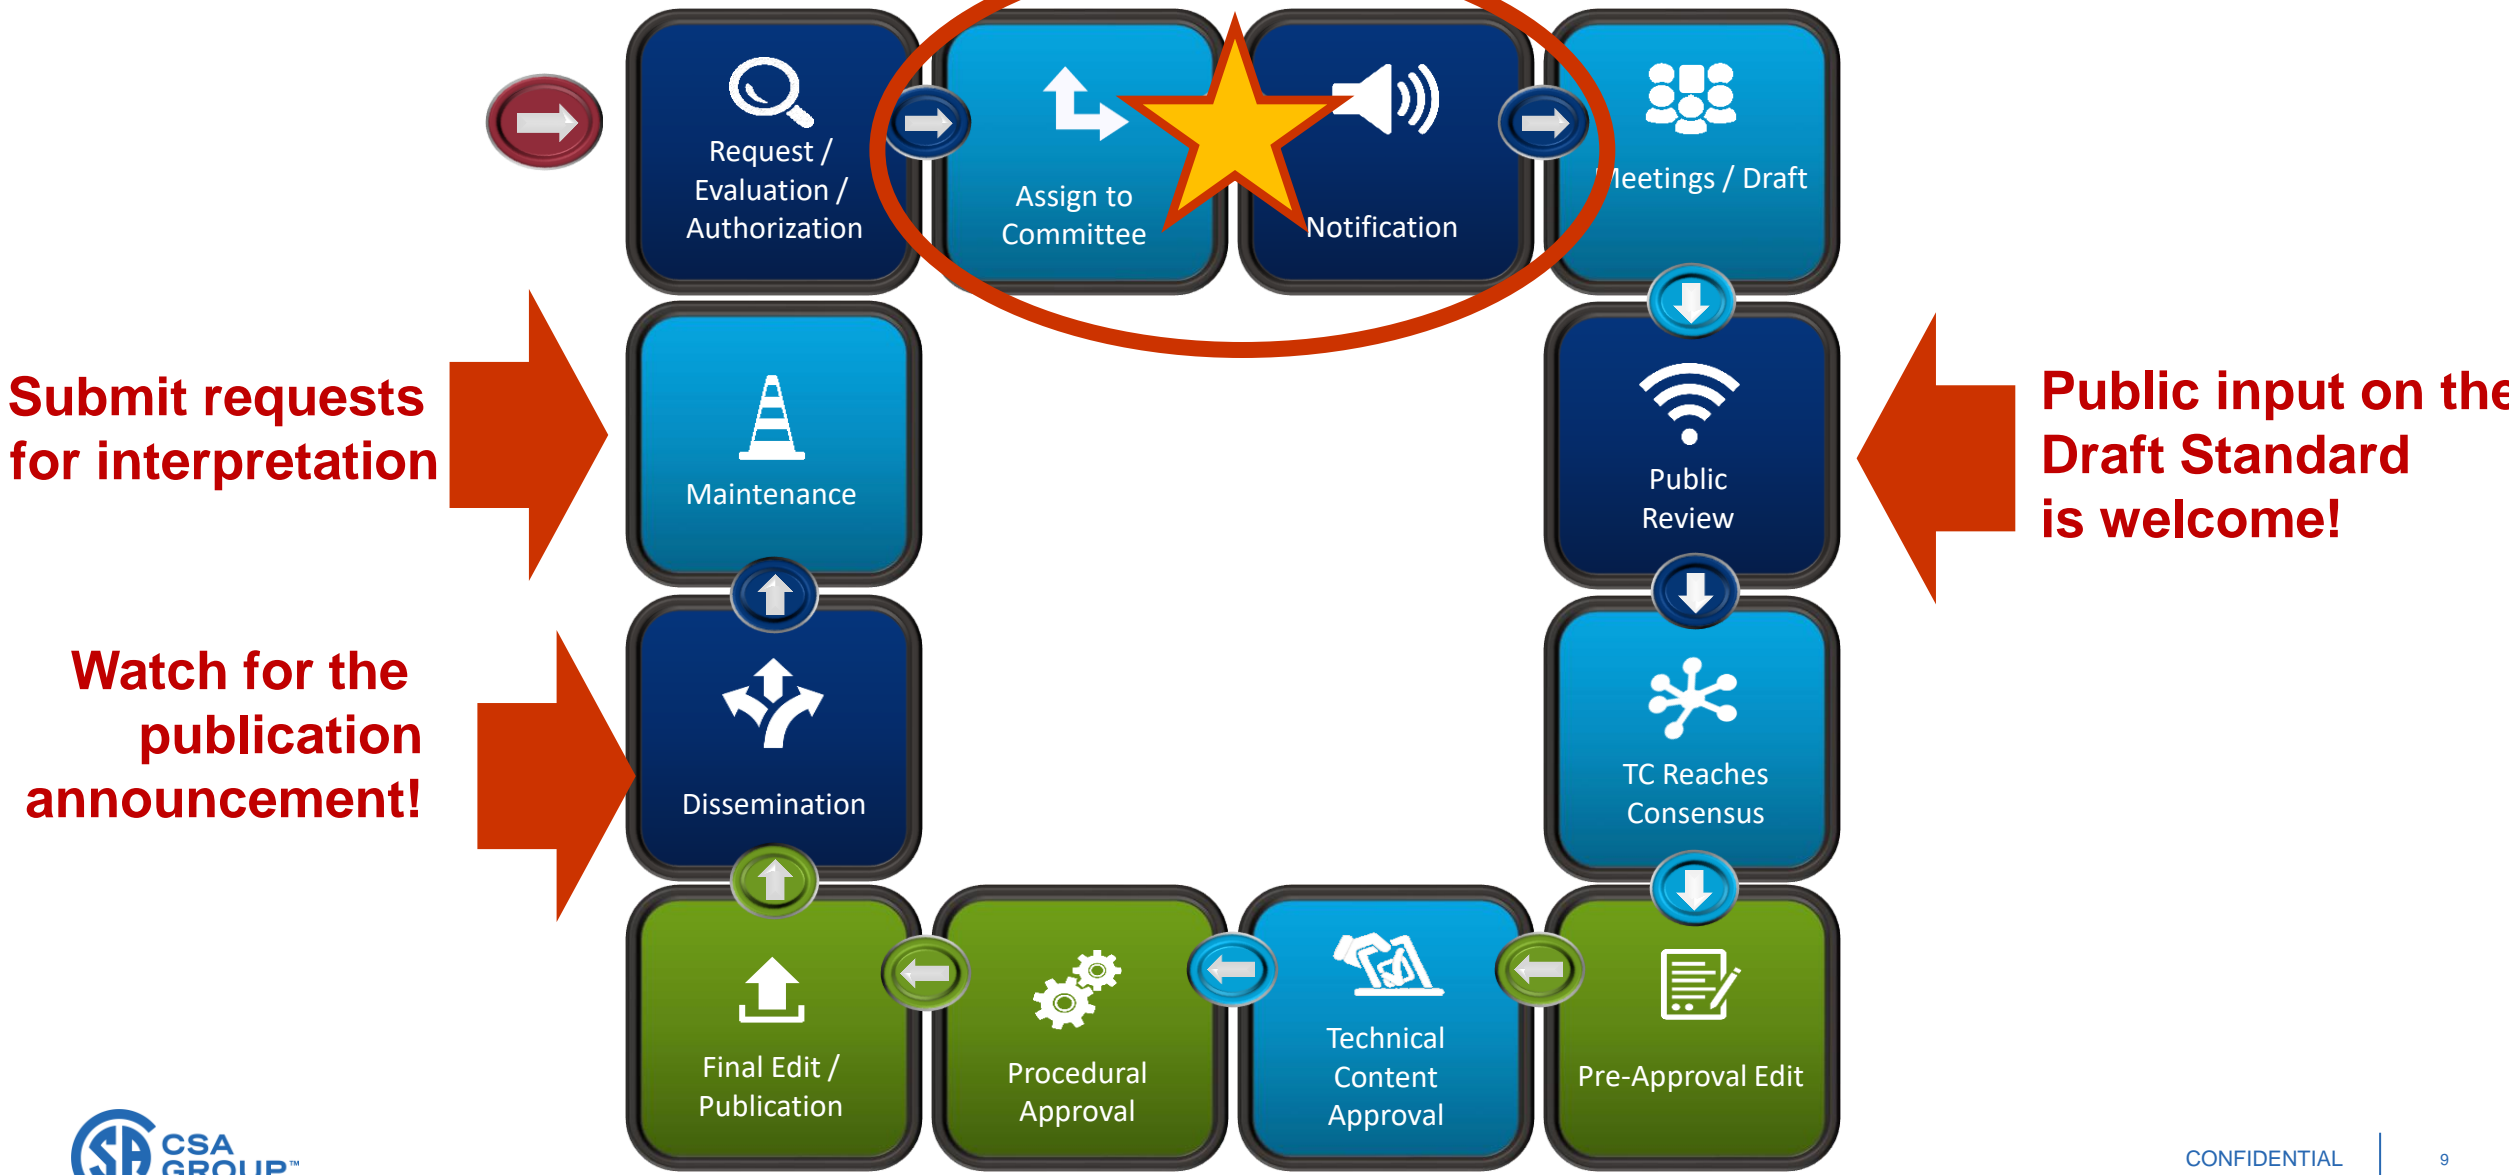 Request /
Evaluation /
Authorization
Assign to
Committee
Notification
Meetings / Draft
Submit requests
for interpretation
Maintenance
Public
Review
Public input on the
Draft Standard
is welcome!
Watch for the
publication
announcement!
Dissemination
TC Reaches
Consensus
Final Edit /
Publication
Procedural
Approval
Technical
Content
Approval
Pre-Approval Edit
CSA
GROUP™
CONFIDENTIAL
9